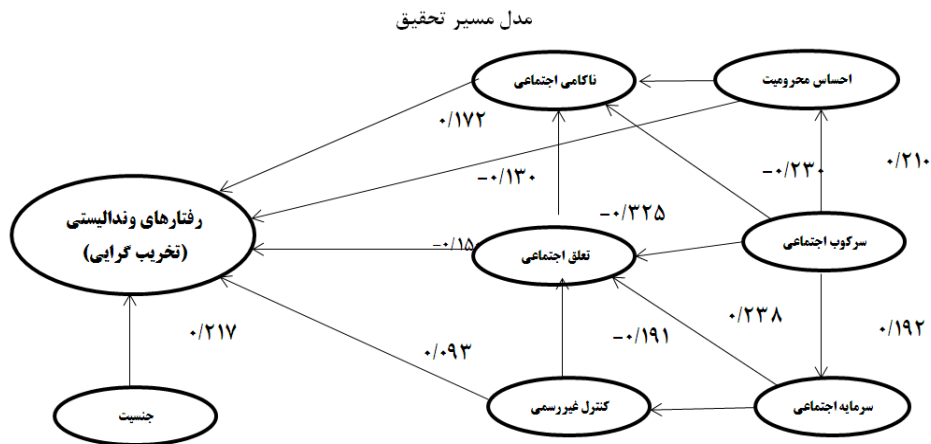 مدل مسیر تحقیق
احساس محرومیت
ناکامی اجتماعی
۰/۱۷۲
-۰/۱۳۰
-۰/۲۳۰
۰/۲۱۰
رفتارهای وندالیستی
(تخریب گرایی)
-۰/۳۲۵
سرکوب اجتماعی
تعلق اجتماعی
-۰/۱۵۰
۰/۲۱۷
۰/۰۹۳
-۰/۱۹۱
۰/۲۳۸
۰/۱۹۲
سرمایه اجتماعی
کنترل غیررسمی
جنسیت